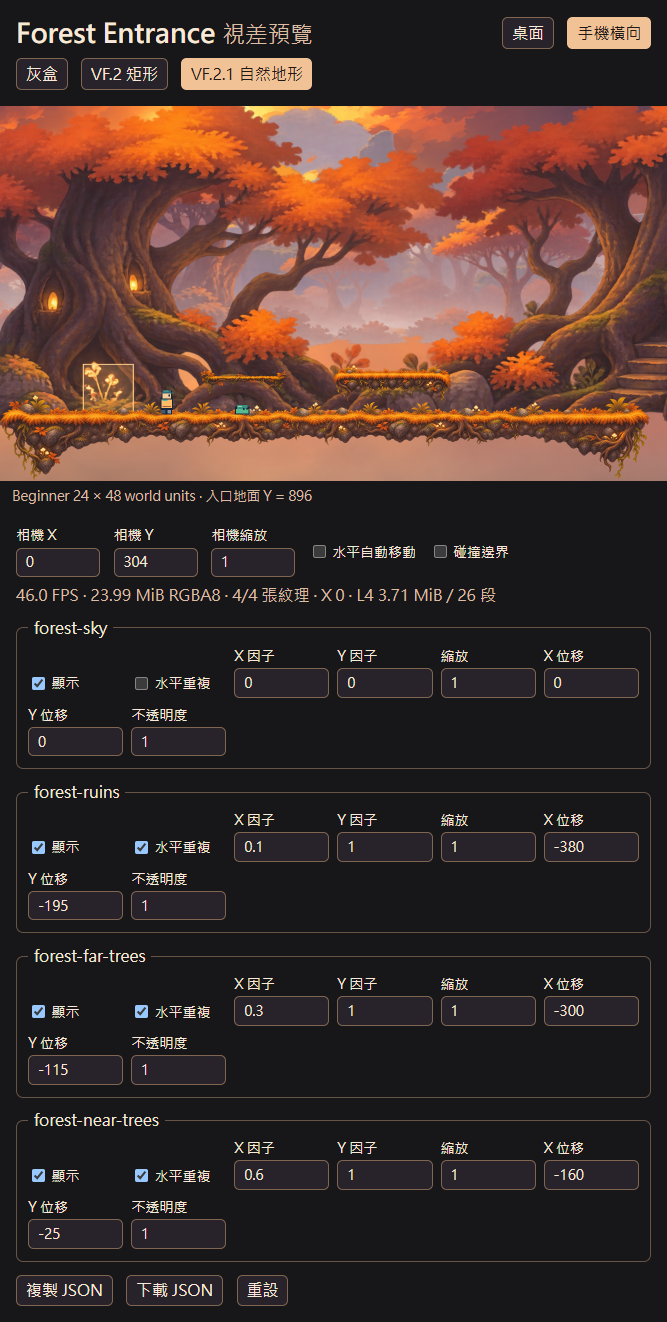 Forest Entrance 視差預覽 桌面 手機橫向
灰盒 VF.2 矩形 VF.2.1 自然地形
Beginner 24 × 48 world units · 入口地面 Y = 896
相機 X 相機 Y 相機縮放
0 304 1 水平自動移動 碰撞邊界
46.0 FPS · 23.99 MiB RGBA8 · 4/4 張紋理 · X 0 · L4 3.71 MiB / 26 段
forest-sky
X 因子 Y 因子 縮放 X 位移
顯示 水平重複 0 0 1 0
Y 位移 不透明度
0 1
forest-ruins
X 因子 Y 因子 縮放 X 位移
顯示 水平重複 0.1 1 1 -380
Y 位移 不透明度
-195 1
forest-far-trees
X 因子 Y 因子 縮放 X 位移
顯示 水平重複 0.3 1 1 -300
Y 位移 不透明度
-115 1
forest-near-trees
X 因子 Y 因子 縮放 X 位移
顯示 水平重複 0.6 1 1 -160
Y 位移 不透明度
-25 1
複製 JSON 下載 JSON 重設